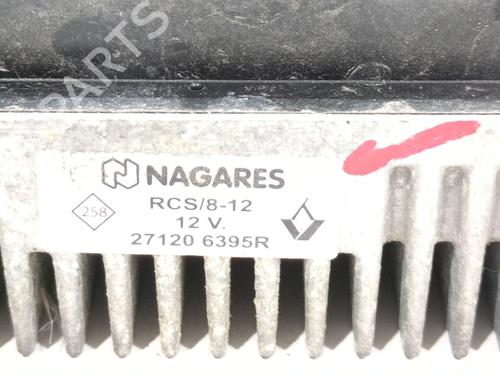 B-PARTS
NAGARES
258
RCS/8-12
12 V.
27120 6395R